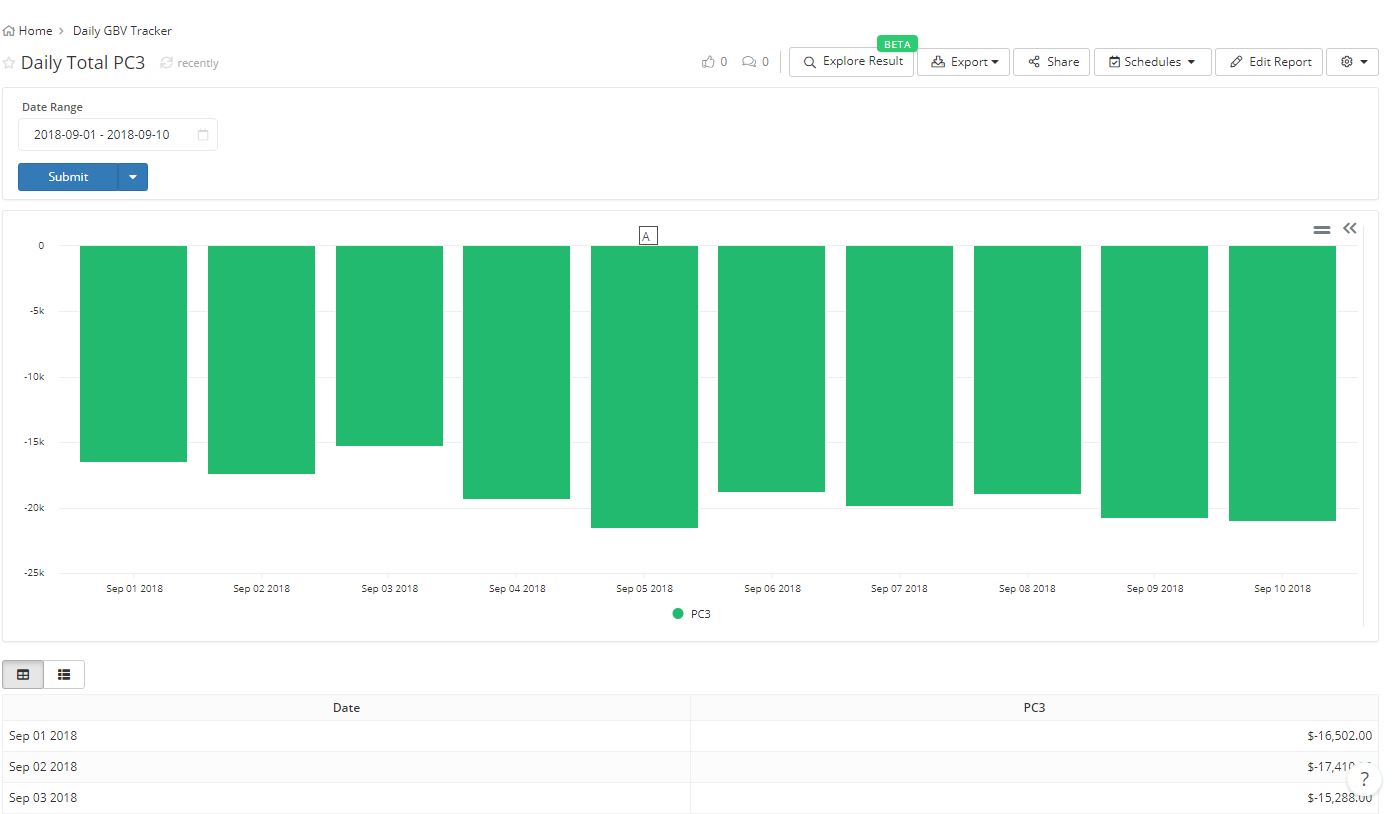 Home > Daily GBV Tracker
BETA
Daily Total PC3 recently 0 0 Explore Result Export Share Schedules Edit Report
Date Range
2018-09-01 - 2018-09-10
Submit
A
0
-5k
-10k
-15k
-20k
-25k
Sep 01 2018 Sep 02 2018 Sep 03 2018 Sep 04 2018 Sep 05 2018 Sep 06 2018 Sep 07 2018 Sep 08 2018 Sep 09 2018 Sep 10 2018
PC3
Date PC3
Sep 01 2018 $-16,502.00
Sep 02 2018
Sep 03 2018 $-15,288.00
?